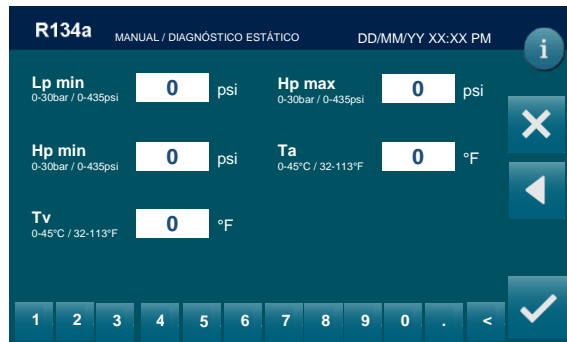 R134a MANUAL / DIAGNÓSTICO ESTÁTICO DD/MM/YY XX:XX PM
i
Lp min 0 psi Hp max 0 psi
0-30bar / 0-435psi 0-30bar / 0-435psi
Hp min 0 psi Ta 0 °F
0-30bar / 0-435psi 0-45°C / 32-113°F
Tv 0 °F
0-45°C / 32-113°F
1 2 3 4 5 6 7 8 9 0 . <